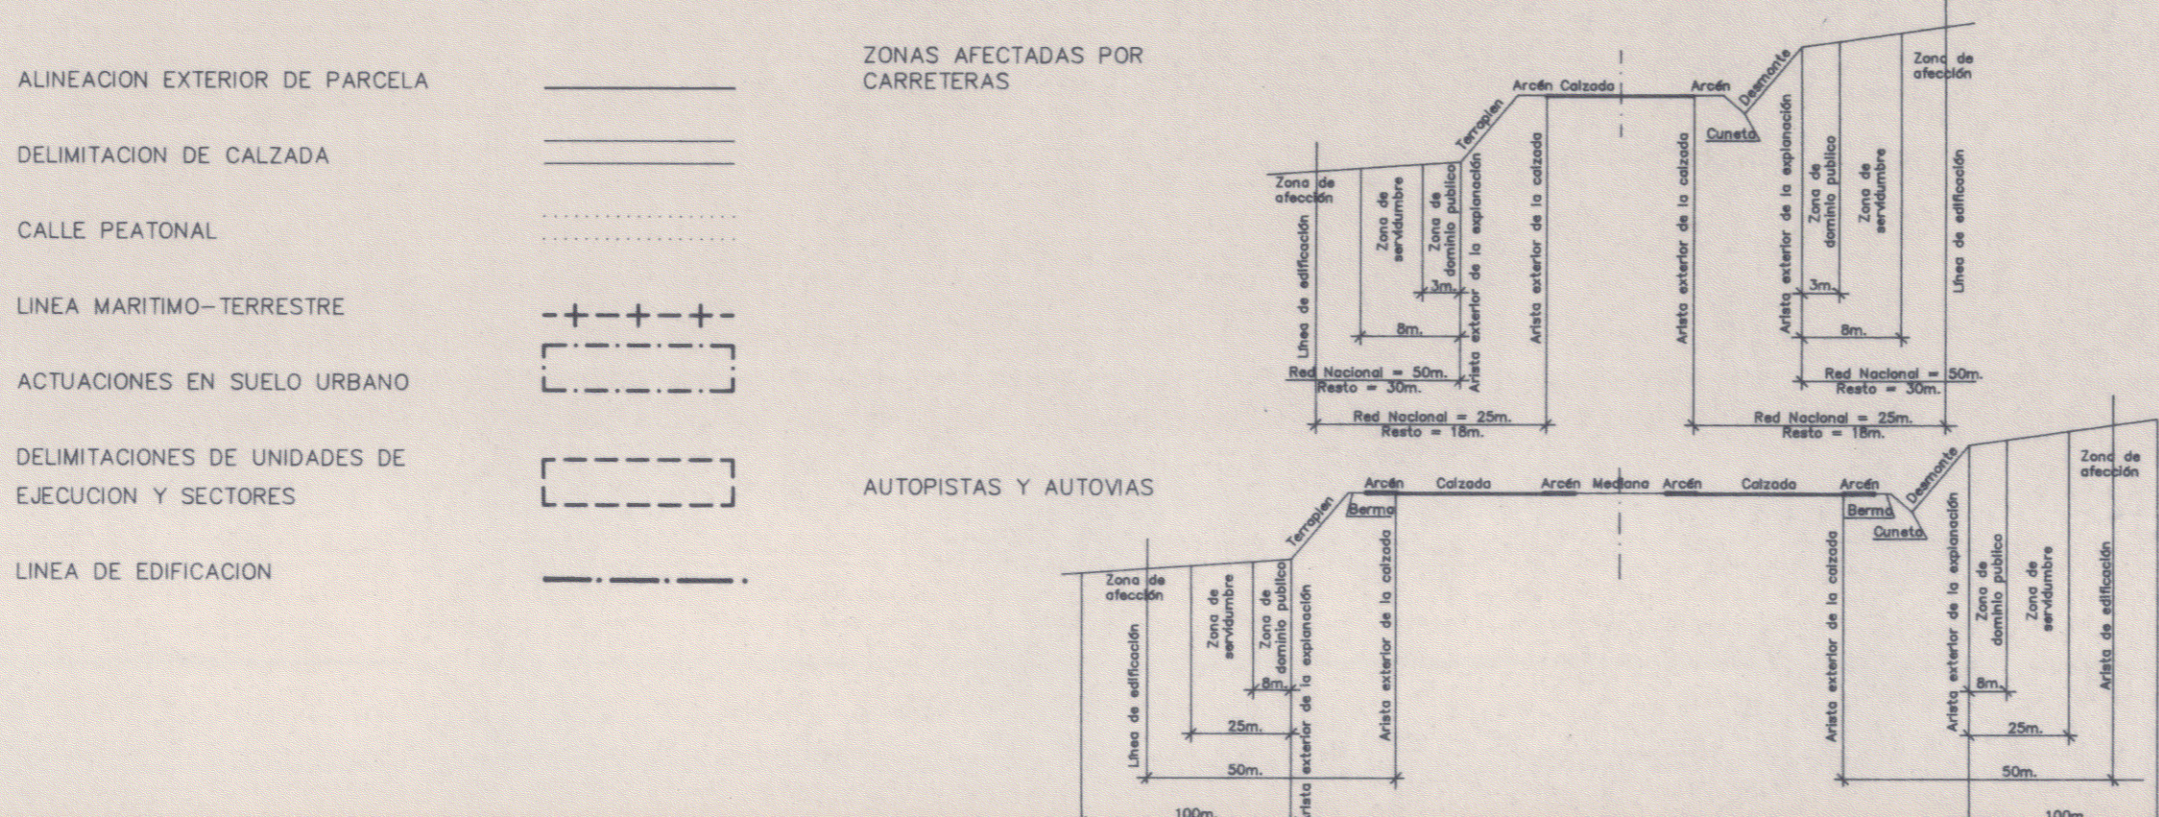 ALINEACION EXTERIOR DE PARCELA
DELIMITACION DE CALZADA
CALLE PEATONAL
LINEA MARITIMO-TERRESTRE
ACTUACIONES EN SUELO URBANO
DELIMITACIONES DE UNIDADES DE
EJECUCION Y SECTORES
LINEA DE EDIFICACION
ZONAS AFECTADAS POR
CARRETERAS
Zona de
afección
Línea de edificación
Zona de
servidumbre
Zona de
dominio publico
Terraplen
Arista exterior de la explanación
Arcén Calzada
Arista exterior de la calzada
Arcén
Arista exterior de la calzada
Cuneta
Desmonte
Arista exterior de la explanación
Zona de
dominio publico
Zona de
servidumbre
Zona de
afección
Línea de edificación
3m.
8m.
Red Nacional = 50m.
Resto = 30m.
Red Nacional = 25m.
Resto = 18m.
3m.
8m.
Red Nacional = 50m.
Resto = 30m.
Red Nacional = 25m.
Resto = 18m.
AUTOPISTAS Y AUTOVIAS
Zona de
afección
Línea de edificación
Zona de
servidumbre
Zona de
dominio publico
Terraplen
Arista exterior de la explanación
Arcén
Berma
Arista exterior de la calzada
Calzada
Arcén
Mediana
Arcén
Calzada
Arcén
Berma
Cuneta
Desmonte
Arista exterior de la calzada
Arista exterior de la explanación
Zona de
dominio publico
Zona de
servidumbre
Zona de
afección
Arista de edificación
8m.
25m.
50m.
100m.
8m.
25m.
50m.
100m.